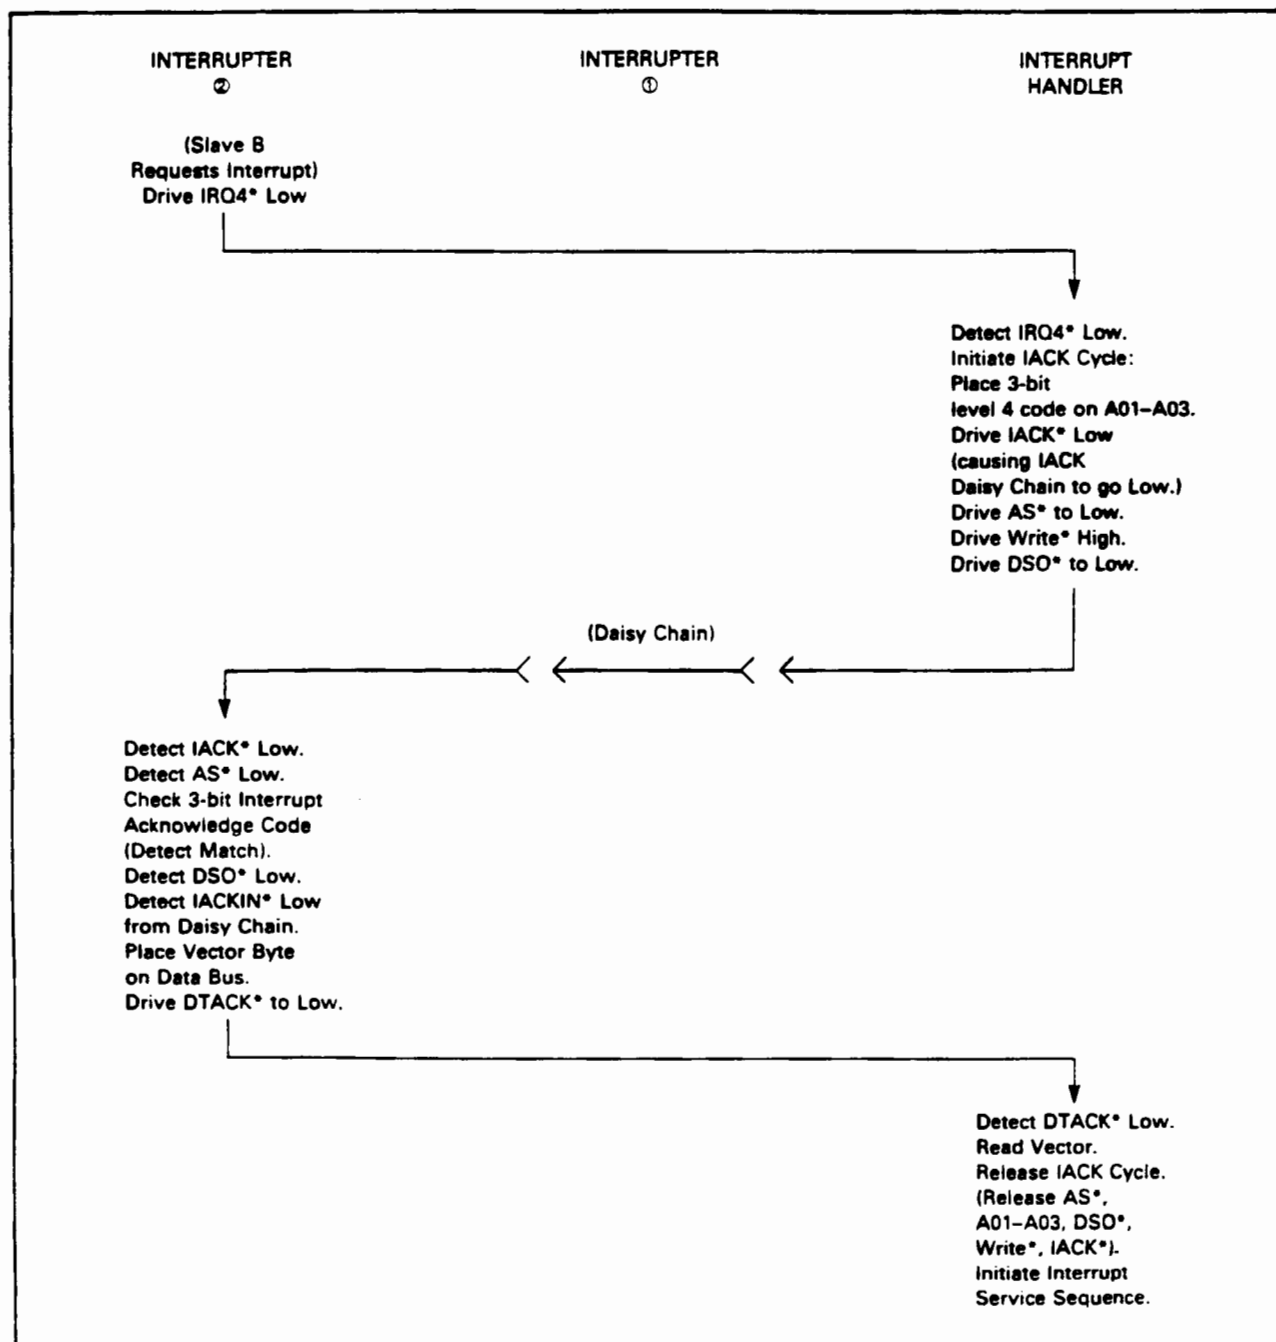 INTERRUPTER
②
INTERRUPTER
①
INTERRUPT
HANDLER
(Slave B
Requests Interrupt)
Drive IRQ4* Low
Detect IRQ4* Low.
Initiate IACK Cycle:
Place 3-bit
level 4 code on A01–A03.
Drive IACK* Low
(causing IACK
Daisy Chain to go Low.)
Drive AS* to Low.
Drive Write* High.
Drive DSO* to Low.
(Daisy Chain)
Detect IACK* Low.
Detect AS* Low.
Check 3-bit Interrupt
Acknowledge Code
(Detect Match).
Detect DSO* Low.
Detect IACKIN* Low
from Daisy Chain.
Place Vector Byte
on Data Bus.
Drive DTACK* to Low.
Detect DTACK* Low.
Read Vector.
Release IACK Cycle.
(Release AS*,
A01–A03, DSO*,
Write*, IACK*).
Initiate Interrupt
Service Sequence.